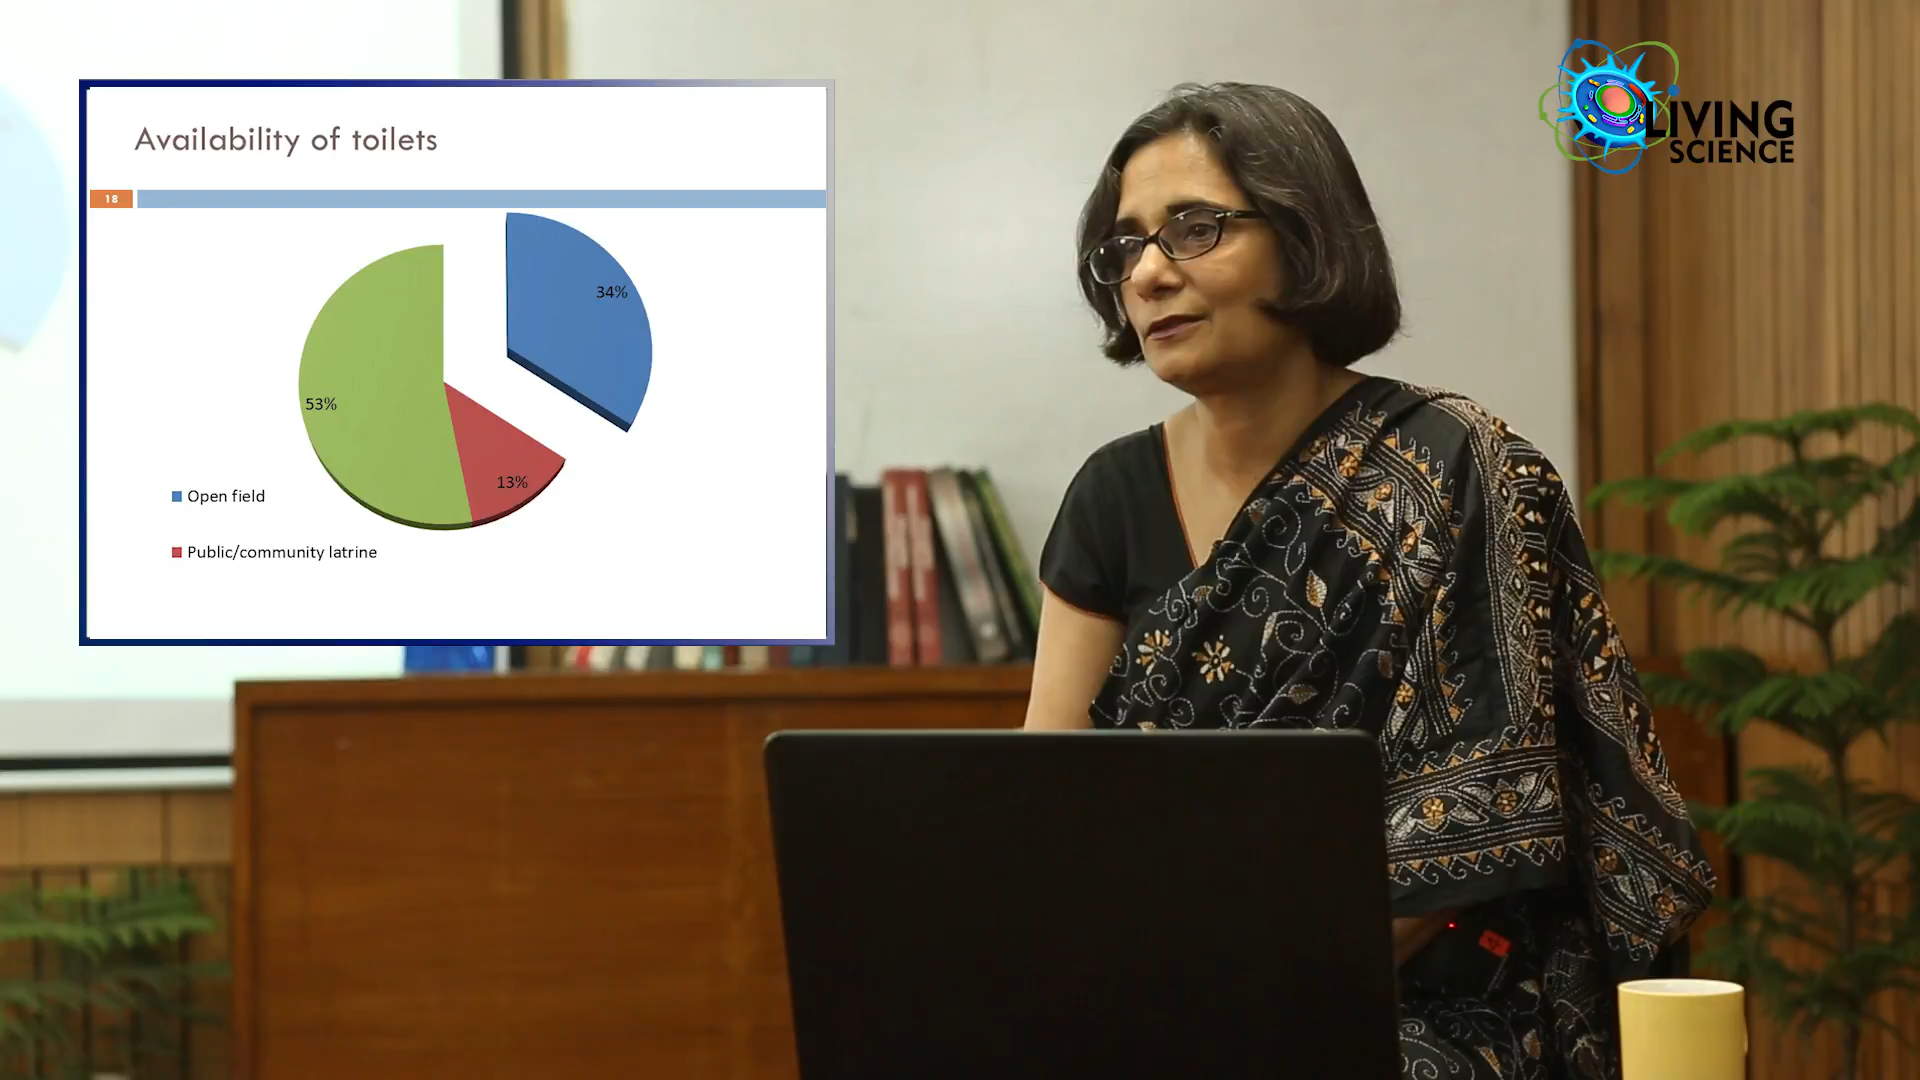 Availability of toilets
18
34%
53%
13%
Open field
Public/community latrine
LIVING
SCIENCE